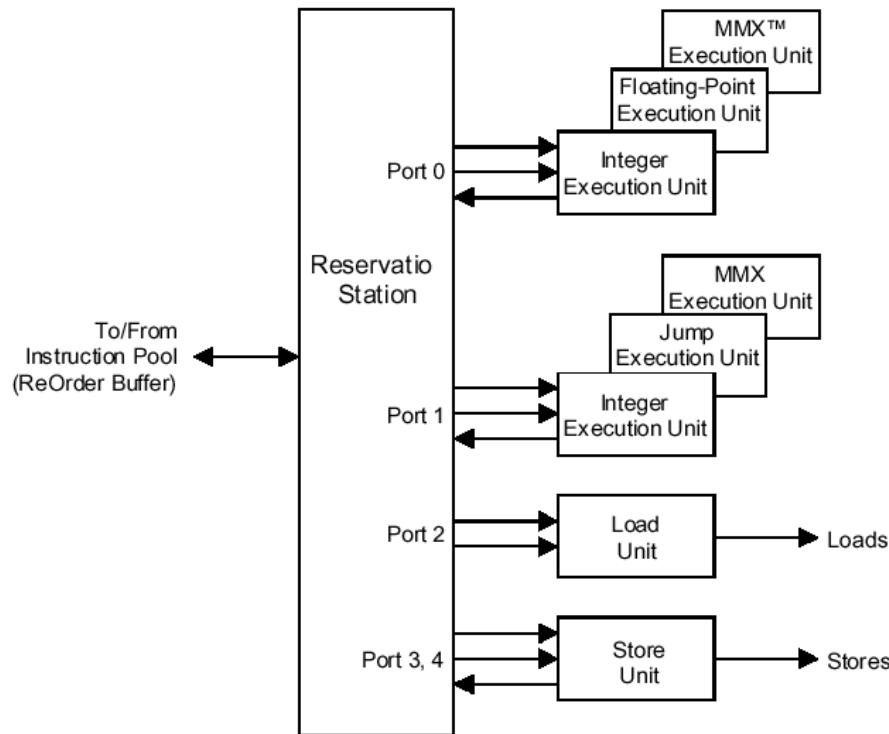 MMX™
Execution Unit
Floating-Point
Execution Unit
Port 0
Integer
Execution Unit
Reservatio
Station
MMX
Execution Unit
To/From
Instruction Pool
(ReOrder Buffer)
Jump
Execution Unit
Port 1
Integer
Execution Unit
Port 2
Load
Unit
Loads
Port 3, 4
Store
Unit
Stores